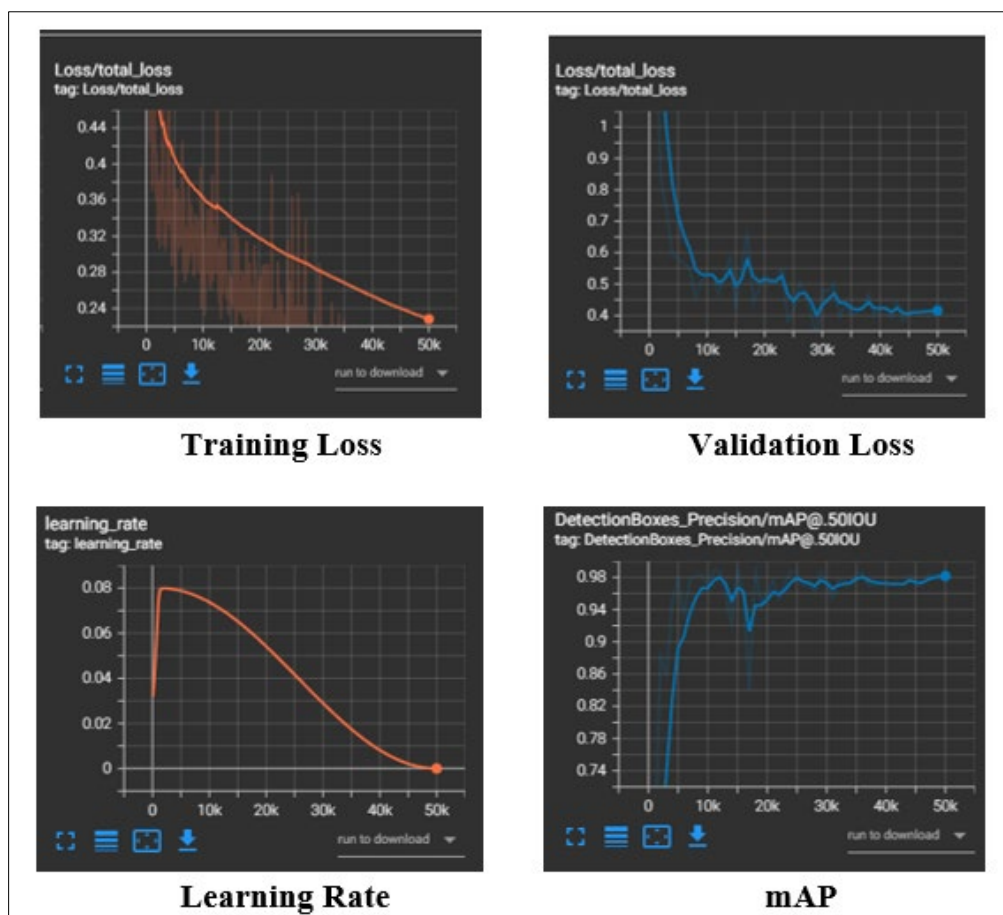 Loss/total_loss
tag: Loss/total_loss
0.44
0.4
0.36
0.32
0.28
0.24
0 10k 20k 30k 40k 50k
run to download
Training Loss
Loss/total_loss
tag: Loss/total_loss
1
0.9
0.8
0.7
0.6
0.5
0.4
0 10k 20k 30k 40k 50k
run to download
Validation Loss
learning_rate
tag: learning_rate
0.08
0.06
0.04
0.02
0
0 10k 20k 30k 40k 50k
run to download
Learning Rate
DetectionBoxes_Precision/mAP@.50IOU
tag: DetectionBoxes_Precision/mAP@.50IOU
0.98
0.94
0.9
0.86
0.82
0.78
0.74
0 10k 20k 30k 40k 50k
run to download
mAP